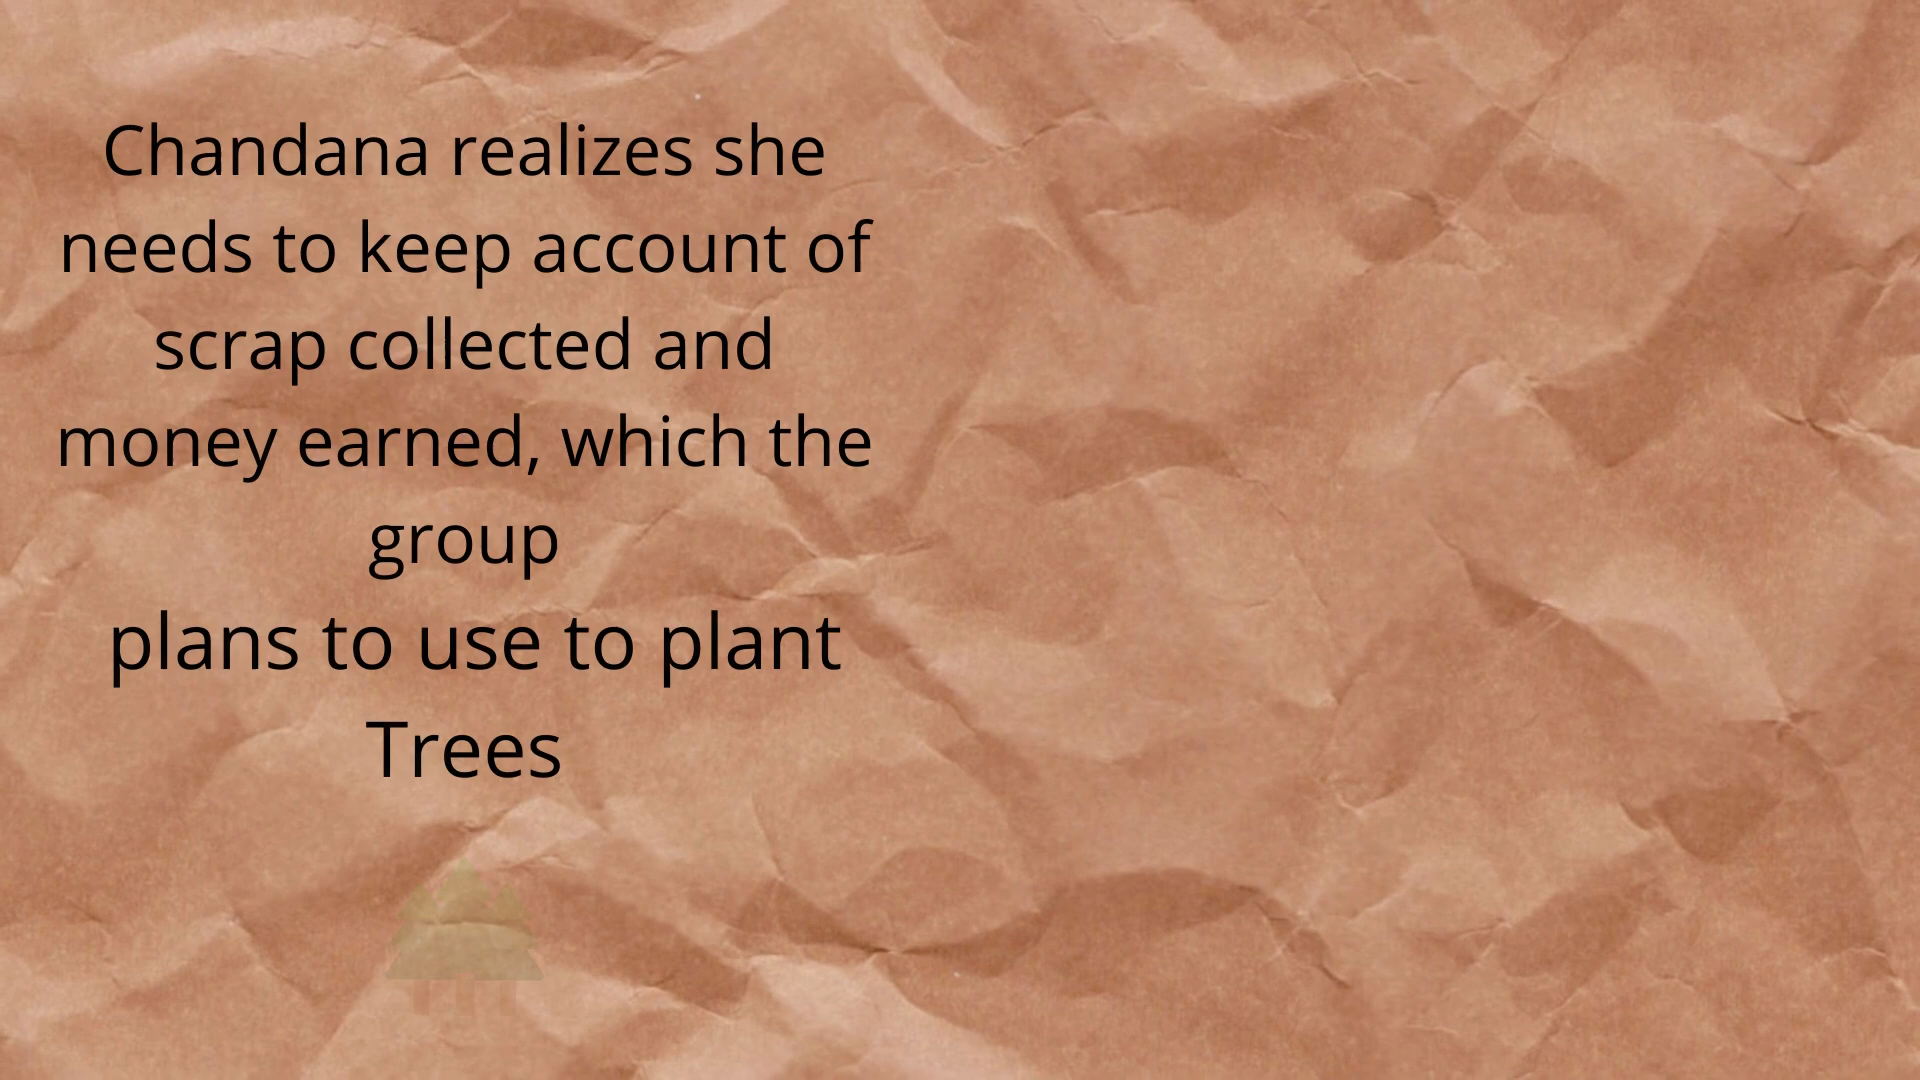 Chandana realizes she
needs to keep account of
scrap collected and
money earned, which the
group
plans to use to plant
Trees